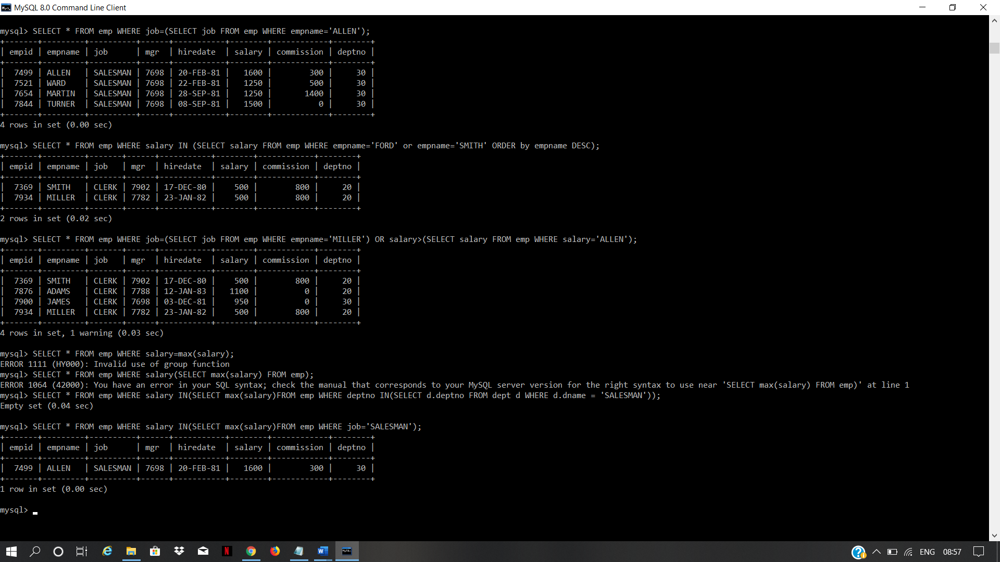 MySQL 8.0 Command Line Client
mysql> SELECT * FROM emp WHERE job=(SELECT job FROM emp WHERE empname='ALLEN');
+-------+---------+----------+------+-----------+--------+------------+--------+
| empid | empname | job      | mgr  | hiredate  | salary | commission | deptno |
+-------+---------+----------+------+-----------+--------+------------+--------+
|  7499 | ALLEN   | SALESMAN | 7698 | 20-FEB-81 |   1600 |        300 |     30 |
|  7521 | WARD    | SALESMAN | 7698 | 22-FEB-81 |   1250 |        500 |     30 |
|  7654 | MARTIN  | SALESMAN | 7698 | 28-SEP-81 |   1250 |       1400 |     30 |
|  7844 | TURNER  | SALESMAN | 7698 | 08-SEP-81 |   1500 |          0 |     30 |
+-------+---------+----------+------+-----------+--------+------------+--------+
4 rows in set (0.00 sec)
mysql> SELECT * FROM emp WHERE salary IN (SELECT salary FROM emp WHERE empname='FORD' or empname='SMITH' ORDER by empname DESC);
+-------+---------+-------+------+-----------+--------+------------+--------+
| empid | empname | job   | mgr  | hiredate  | salary | commission | deptno |
+-------+---------+-------+------+-----------+--------+------------+--------+
|  7369 | SMITH   | CLERK | 7902 | 17-DEC-80 |    500 |        800 |     20 |
|  7934 | MILLER  | CLERK | 7782 | 23-JAN-82 |    500 |        800 |     20 |
+-------+---------+-------+------+-----------+--------+------------+--------+
2 rows in set (0.02 sec)
mysql> SELECT * FROM emp WHERE job=(SELECT job FROM emp WHERE empname='MILLER') OR salary>(SELECT salary FROM emp WHERE salary='ALLEN');
+-------+---------+-------+------+-----------+--------+------------+--------+
| empid | empname | job   | mgr  | hiredate  | salary | commission | deptno |
+-------+---------+-------+------+-----------+--------+------------+--------+
|  7369 | SMITH   | CLERK | 7902 | 17-DEC-80 |    500 |        800 |     20 |
|  7876 | ADAMS   | CLERK | 7788 | 12-JAN-83 |   1100 |          0 |     20 |
|  7900 | JAMES   | CLERK | 7698 | 03-DEC-81 |    950 |          0 |     30 |
|  7934 | MILLER  | CLERK | 7782 | 23-JAN-82 |    500 |        800 |     20 |
+-------+---------+-------+------+-----------+--------+------------+--------+
4 rows in set, 1 warning (0.03 sec)
mysql> SELECT * FROM emp WHERE salary=max(salary);
ERROR 1111 (HY000): Invalid use of group function
mysql> SELECT * FROM emp WHERE salary(SELECT max(salary) FROM emp);
ERROR 1064 (42000): You have an error in your SQL syntax; check the manual that corresponds to your MySQL server version for the right syntax to use near 'SELECT max(salary) FROM emp)' at line 1
mysql> SELECT * FROM emp WHERE salary IN(SELECT max(salary)FROM emp WHERE deptno IN(SELECT d.deptno FROM dept d WHERE d.dname = 'SALESMAN'));
Empty set (0.04 sec)
mysql> SELECT * FROM emp WHERE salary IN(SELECT max(salary)FROM emp WHERE job='SALESMAN');
+-------+---------+----------+------+-----------+--------+------------+--------+
| empid | empname | job      | mgr  | hiredate  | salary | commission | deptno |
+-------+---------+----------+------+-----------+--------+------------+--------+
|  7499 | ALLEN   | SALESMAN | 7698 | 20-FEB-81 |   1600 |        300 |     30 |
+-------+---------+----------+------+-----------+--------+------------+--------+
1 row in set (0.00 sec)
mysql>
ENG 08:57